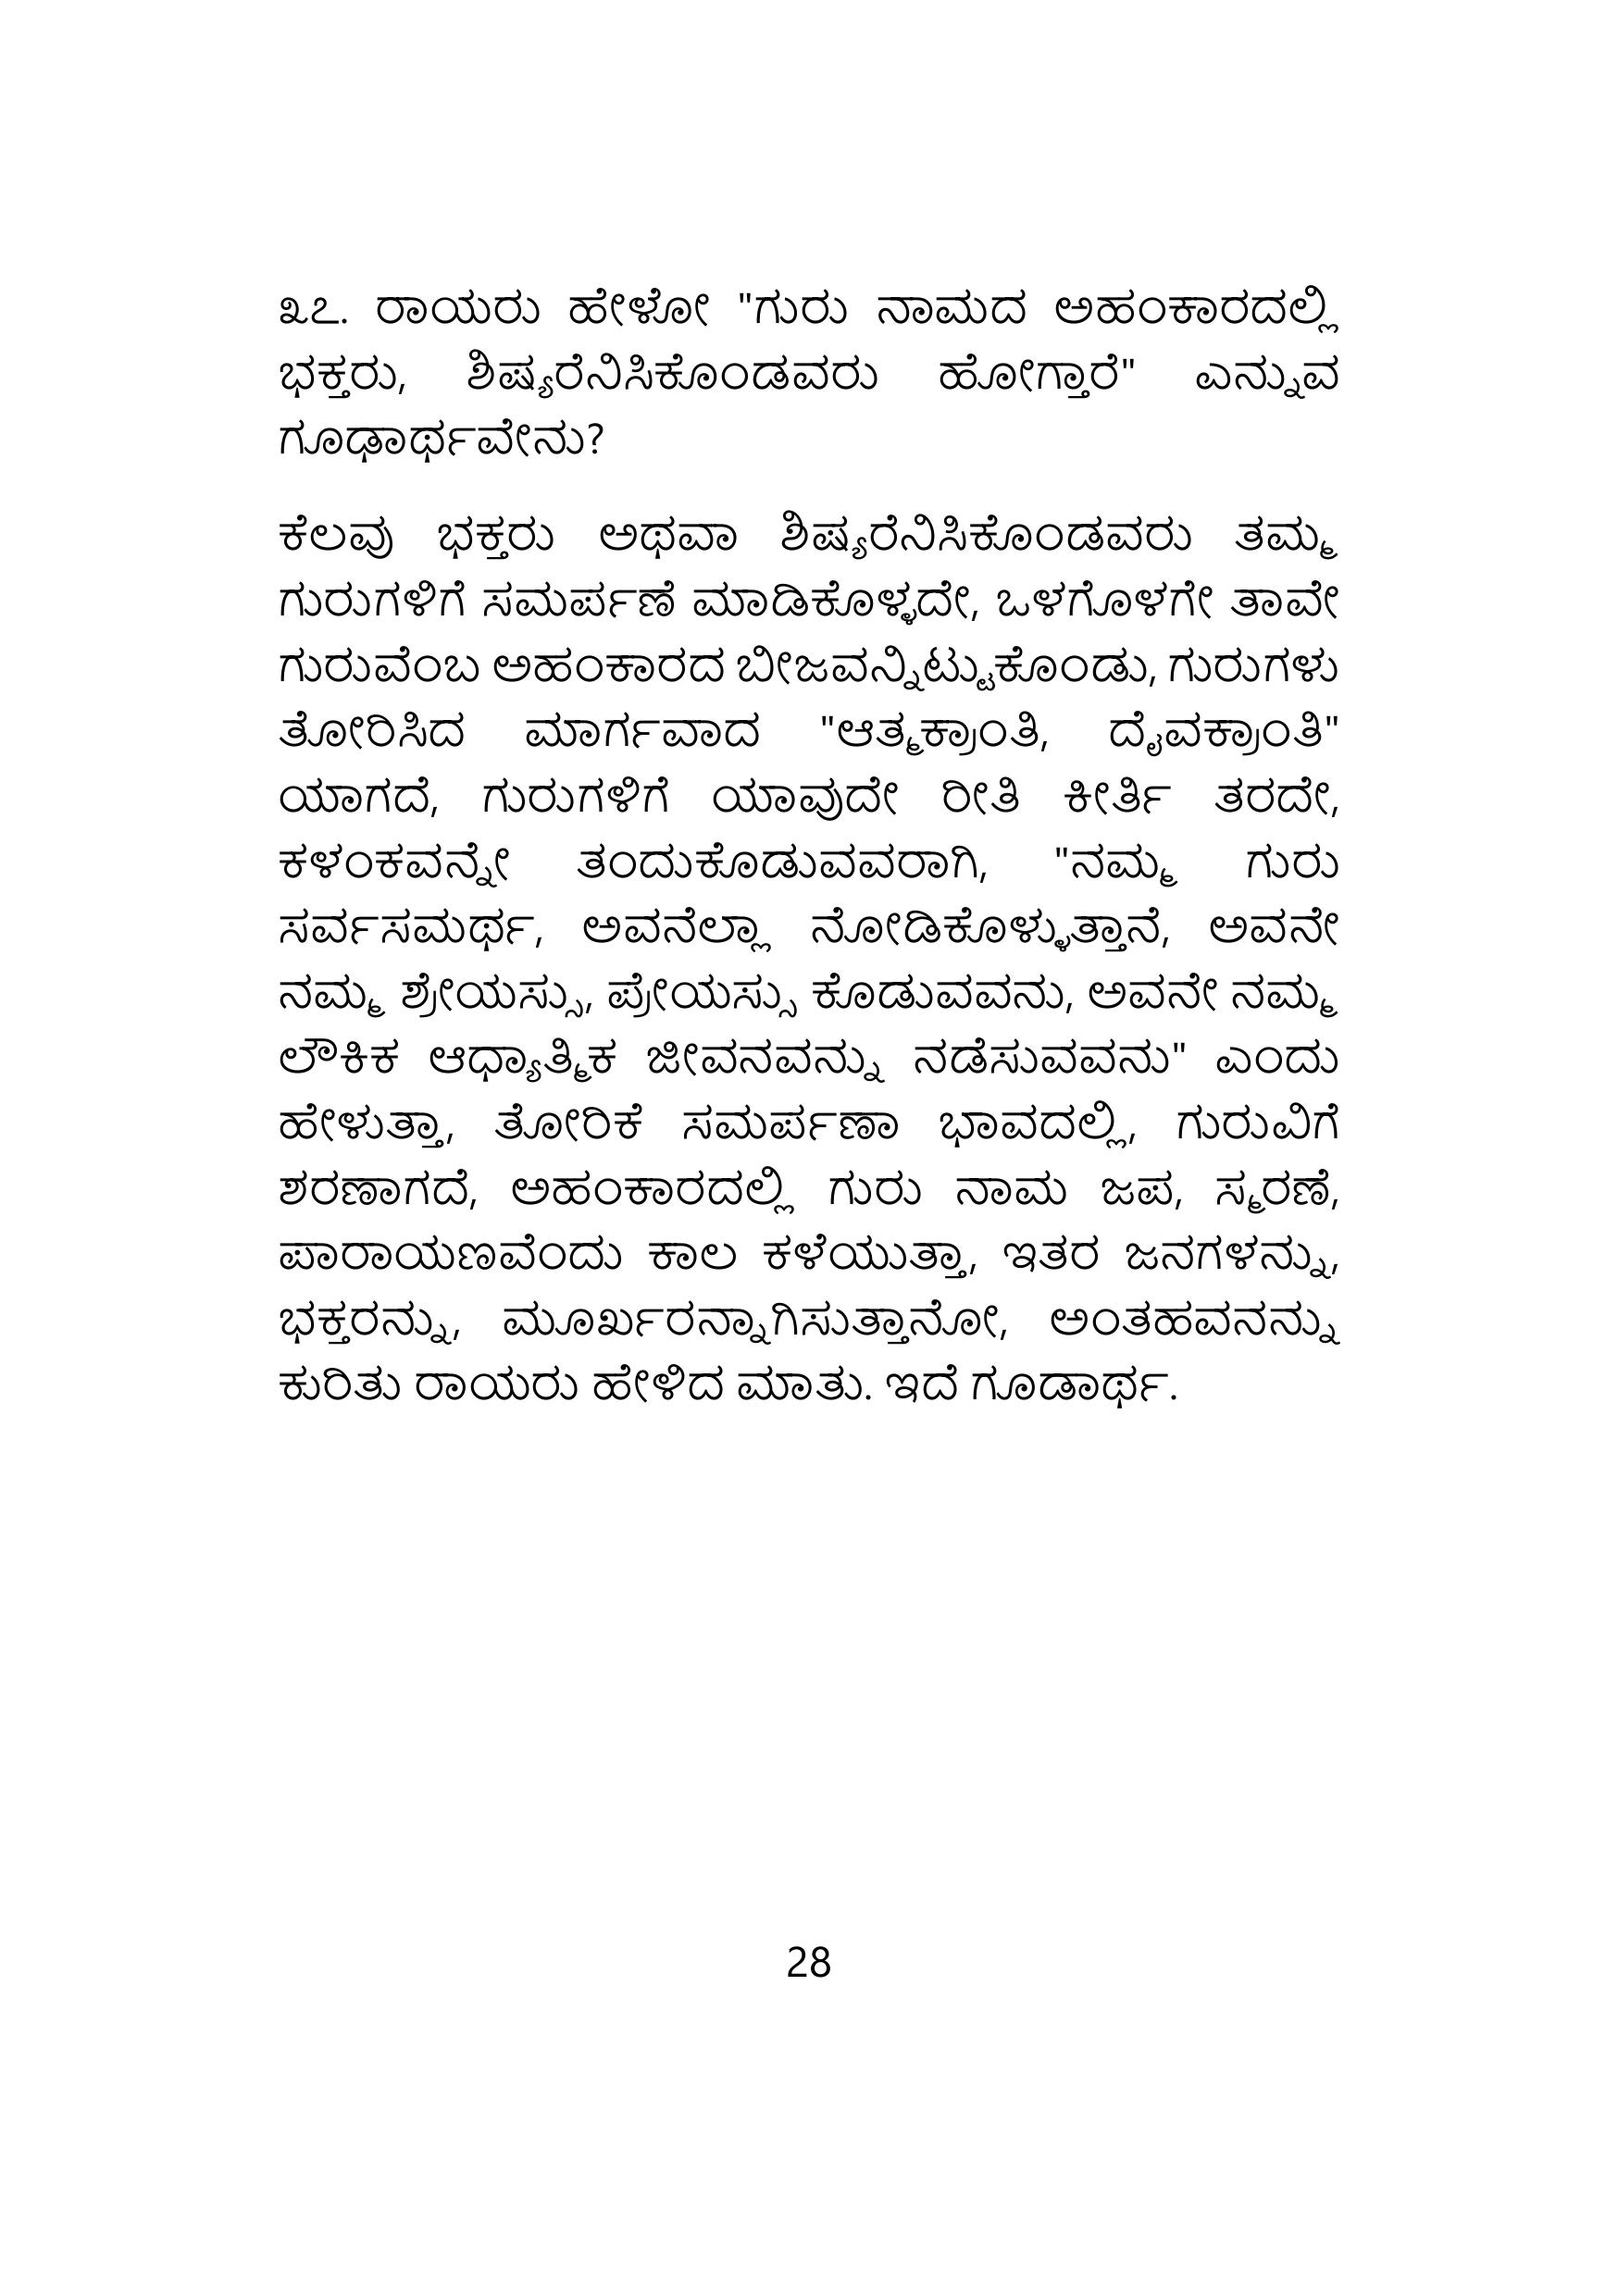 ೩೭. ರಾಯರು ಹೇಳೋ "ಗುರು ನಾಮದ ಅಹಂಕಾರದಲ್ಲಿ
ಭಕ್ತರು, ಶಿಷ್ಯರೆನಿಸಿಕೊಂಡವರು ಹೋಗ್ತಾರೆ" ಎನ್ನುವ
ಗೂಢಾರ್ಥವೇನು?
ಕೆಲವು ಭಕ್ತರು ಅಥವಾ ಶಿಷ್ಯರೆನಿಸಿಕೊಂಡವರು ತಮ್ಮ
ಗುರುಗಳಿಗೆ ಸಮರ್ಪಣೆ ಮಾಡಿಕೊಳ್ಳದೇ, ಒಳಗೊಳಗೇ ತಾವೇ
ಗುರುವೆಂಬ ಅಹಂಕಾರದ ಬೀಜವನ್ನಿಟ್ಟುಕೊಂಡು, ಗುರುಗಳು
ತೋರಿಸಿದ ಮಾರ್ಗವಾದ "ಆತ್ಮಕ್ರಾಂತಿ, ದೈವಕ್ರಾಂತಿ"
ಯಾಗದೆ, ಗುರುಗಳಿಗೆ ಯಾವುದೇ ರೀತಿ ಕೀರ್ತಿ ತರದೇ,
ಕಳಂಕವನ್ನೇ ತಂದುಕೊಡುವವರಾಗಿ, "ನಮ್ಮ ಗುರು
ಸರ್ವಸಮರ್ಥ, ಅವನೆಲ್ಲಾ ನೋಡಿಕೊಳ್ಳುತ್ತಾನೆ, ಅವನೇ
ನಮ್ಮ ಶ್ರೇಯಸ್ಸು, ಪ್ರೇಯಸ್ಸು ಕೊಡುವವನು, ಅವನೇ ನಮ್ಮ
ಲೌಕಿಕ ಆಧ್ಯಾತ್ಮಿಕ ಜೀವನವನ್ನು ನಡೆಸುವವನು" ಎಂದು
ಹೇಳುತ್ತಾ, ತೋರಿಕೆ ಸಮರ್ಪಣಾ ಭಾವದಲ್ಲಿ, ಗುರುವಿಗೆ
ಶರಣಾಗದೆ, ಅಹಂಕಾರದಲ್ಲಿ ಗುರು ನಾಮ ಜಪ, ಸ್ಮರಣೆ,
ಪಾರಾಯಣವೆಂದು ಕಾಲ ಕಳೆಯುತ್ತಾ, ಇತರ ಜನಗಳನ್ನು,
ಭಕ್ತರನ್ನು, ಮೂರ್ಖರನ್ನಾಗಿಸುತ್ತಾನೋ, ಅಂತಹವನನ್ನು
ಕುರಿತು ರಾಯರು ಹೇಳಿದ ಮಾತು. ಇದೆ ಗೂಡಾರ್ಥ.
28